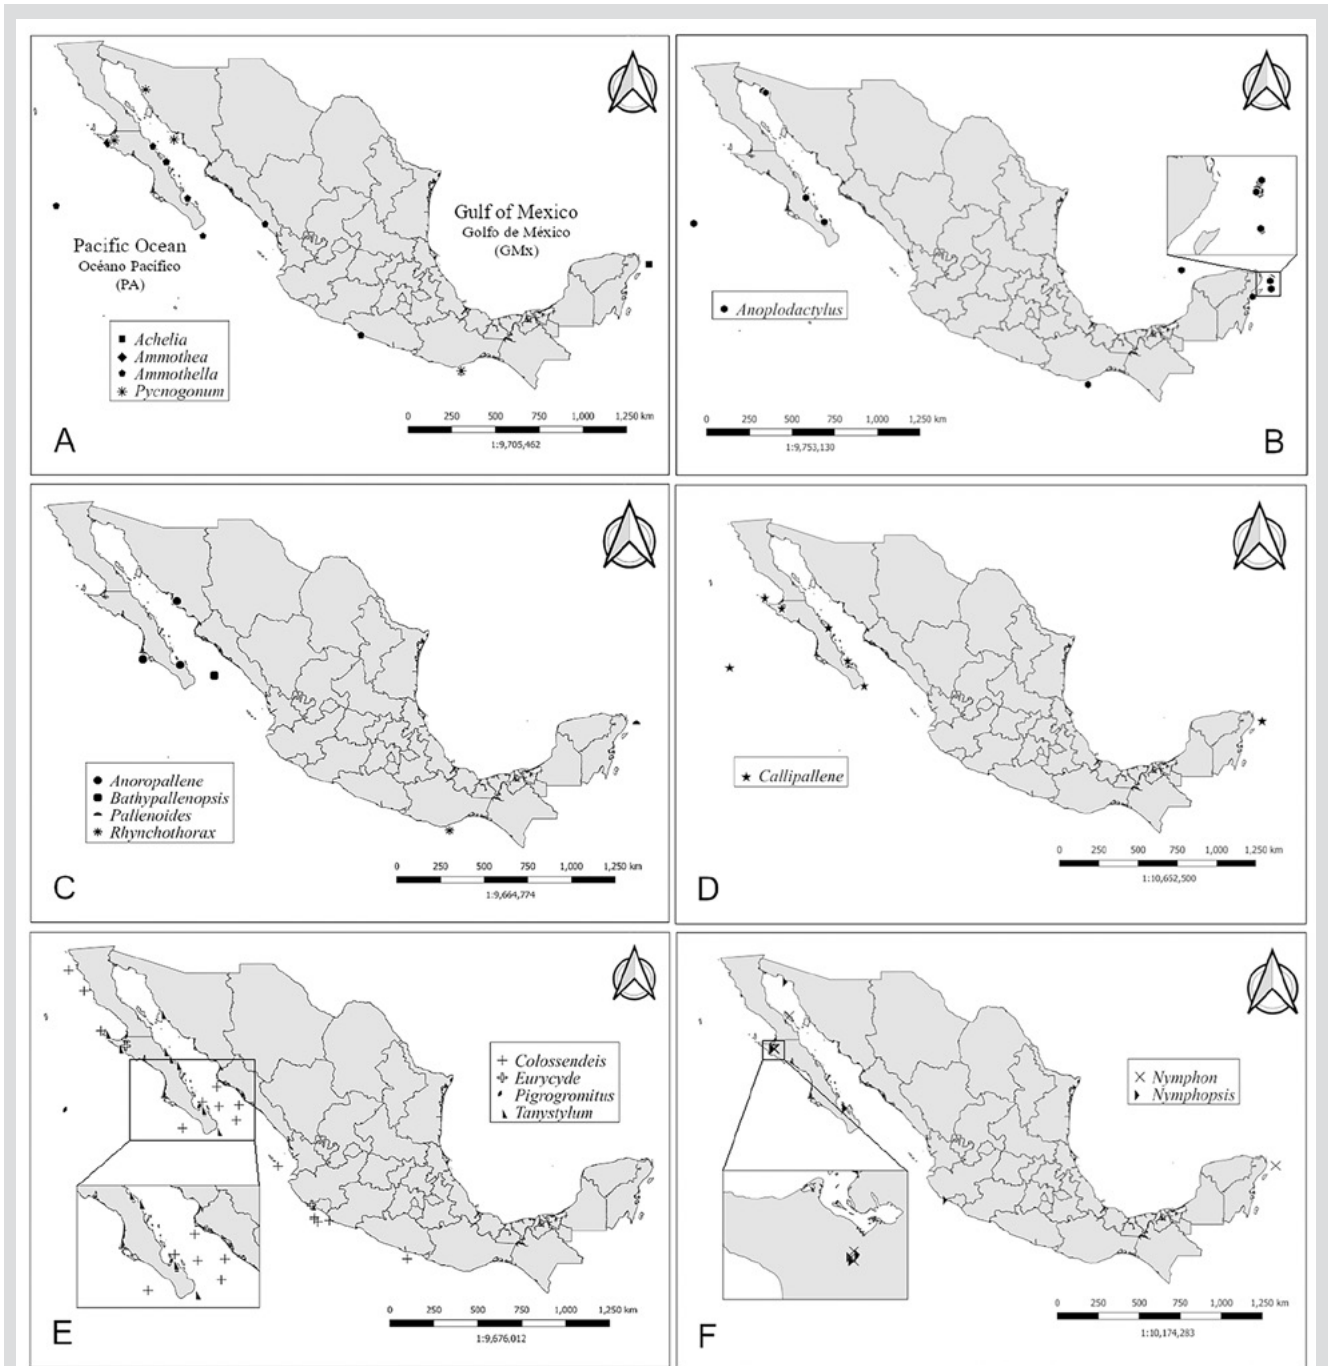 Gulf of Mexico
Golfo de México
(GMx)
Pacific Ocean
Océano Pacífico
(PA)
Achelia
Ammothea
Ammothella
Pycnogonum
0 250 500 750 1,000 1,250 km
1:9,705,462
A
Anoplodactylus
0 250 500 750 1,000 1,250 km
1:9,753,130
B
Anoropallene
Bathypallenopsis
Pallenoides
Rhynchothorax
0 250 500 750 1,000 1,250 km
1:9,664,774
C
Callipallene
0 250 500 750 1,000 1,250 km
1:10,652,500
D
Colossendeis
Eurycyde
Pigrogromitus
Tanystylum
0 250 500 750 1,000 1,250 km
1:9,676,012
E
Nymphon
Nymphopsis
0 250 500 750 1,000 1,250 km
1:10,174,283
F